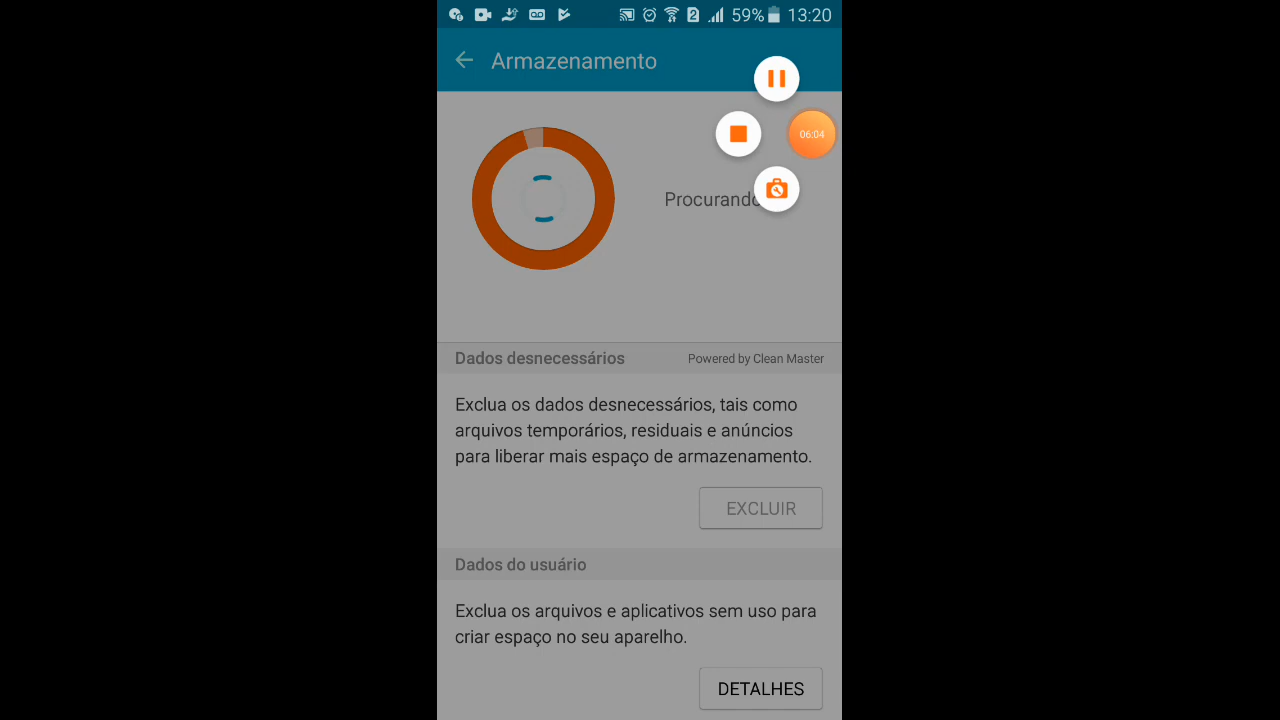 59% 13:20
Armazenamento
06:04
Procurando
Dados desnecessários Powered by Clean Master
Exclua os dados desnecessários, tais como
arquivos temporários, residuais e anúncios
para liberar mais espaço de armazenamento.
EXCLUIR
Dados do usuário
Exclua os arquivos e aplicativos sem uso para
criar espaço no seu aparelho.
DETALHES